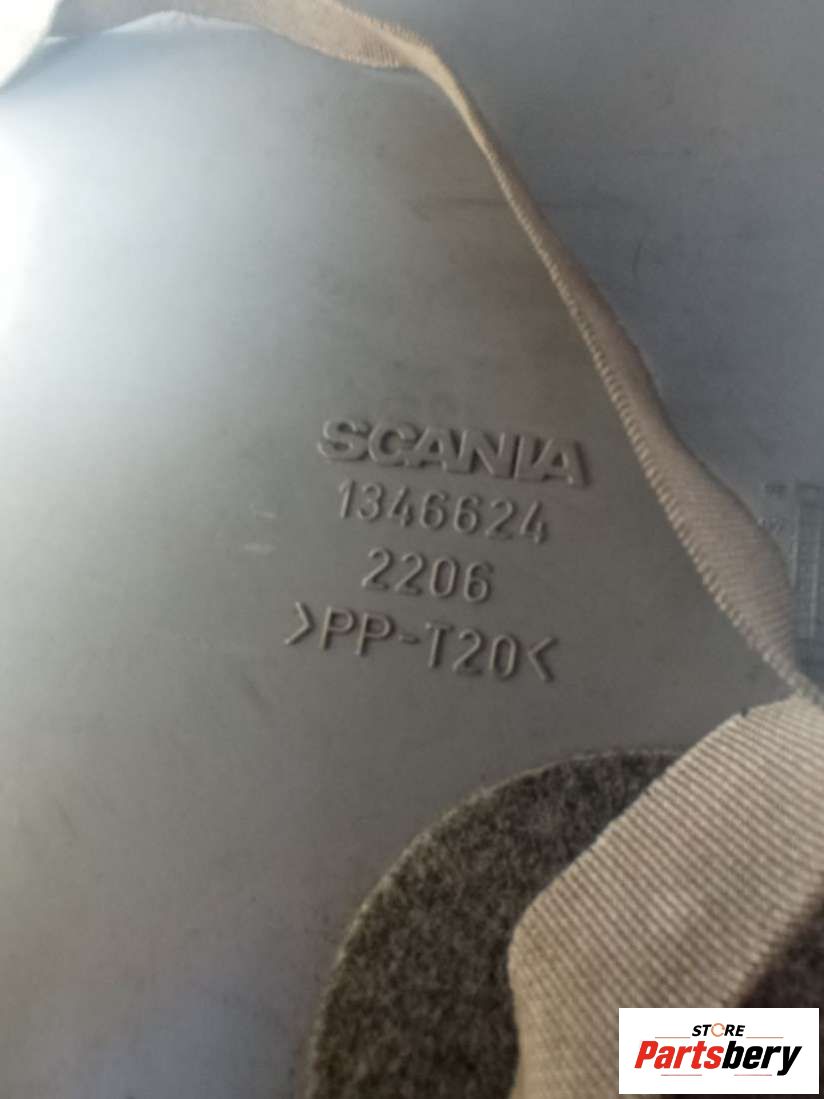 SCANIA
1346624
2206
>PP-T20<
STORE
Partsbery